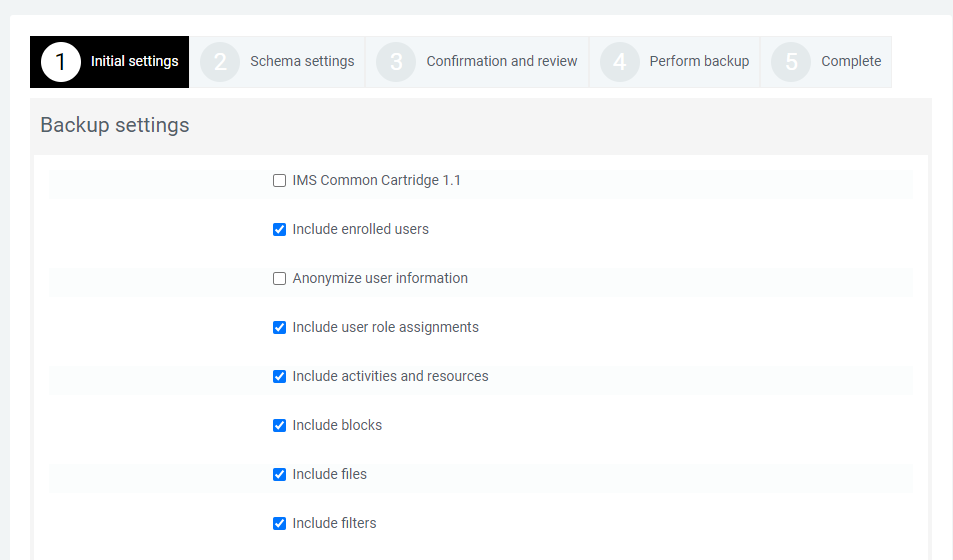 1 Initial settings 2 Schema settings 3 Confirmation and review 4 Perform backup 5 Complete
Backup settings
IMS Common Cartridge 1.1
Include enrolled users
Anonymize user information
Include user role assignments
Include activities and resources
Include blocks
Include files
Include filters